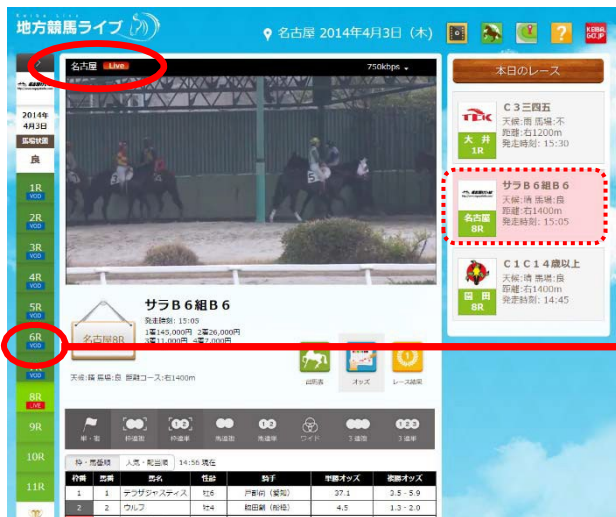 地方競馬ライブ
名古屋 2014年4月3日 (木)
KEIBA.GO.JP
名古屋 Live
750kbps
2014年
4月3日
馬場状態
良
1R
VOD
2R
VOD
3R
VOD
4R
VOD
5R
VOD
6R
VOD
VOD
8R
LIVE
9R
10R
11R
サラB6組B6
発走時刻: 15:05
1着145,000円 2着26,000円
名古屋8R
天候:晴 馬場:良 距離コース:右1400m
出馬表
オッズ
レース結果
単・複
枠複
枠連単
馬連複
馬連単
ワイド
3連複
3連単
枠・馬番順 人気・配当順 14:56 現在
枠番 馬番 馬名 性齢 騎手 単勝オッズ 複勝オッズ
1 1 テラザジャスティス 牡6 戸部尚 (愛知) 37.1 3.5 - 5.9
2 2 ウルフ 牡4 4.5 1.3 - 2.0
本日のレース
TCK
大井
1R
C3三四五
天候:雨 馬場:不
距離:右1200m
発走時刻: 15:30
名古屋
8R
サラB6組B6
天候:晴 馬場:良
距離:右1400m
発走時刻: 15:05
園田
8R
C1C14歳以上
天候:晴 馬場:良
距離:右1400m
発走時刻: 14:45